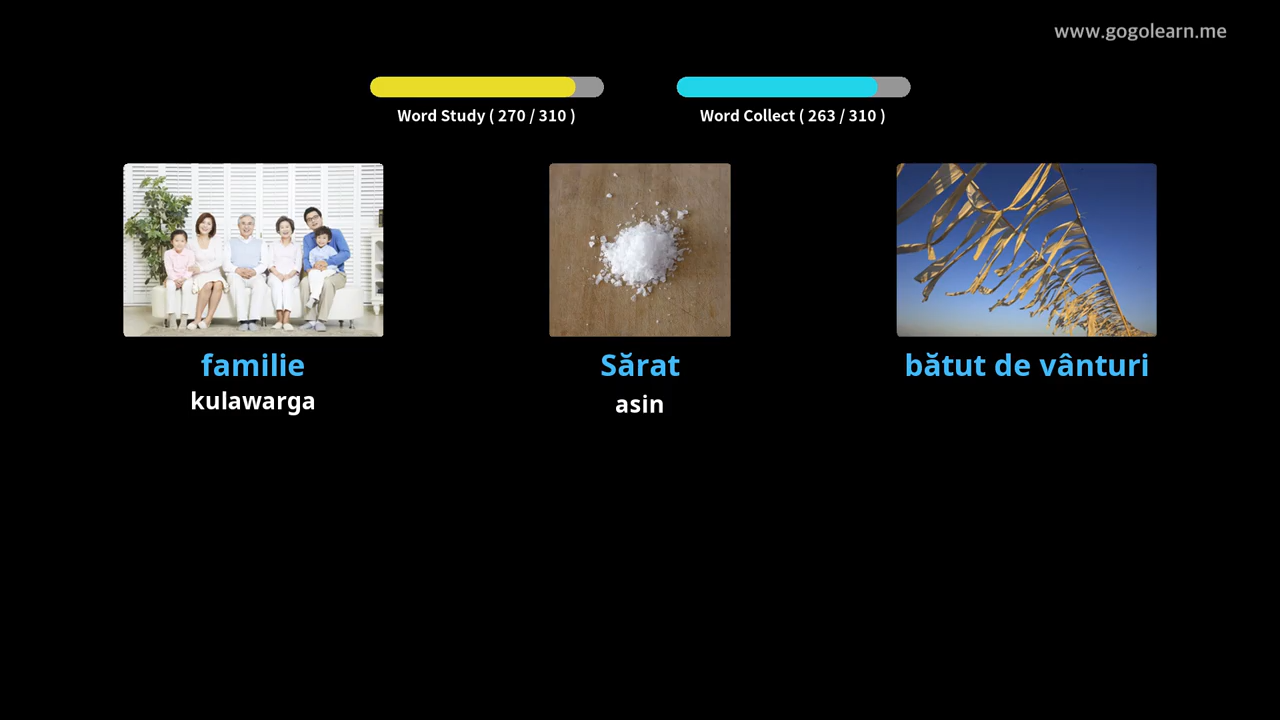 www.gogolearn.me
Word Study ( 270 / 310 )
Word Collect ( 263 / 310 )
familie
kulawarga
Sărat
asin
bătut de vânturi